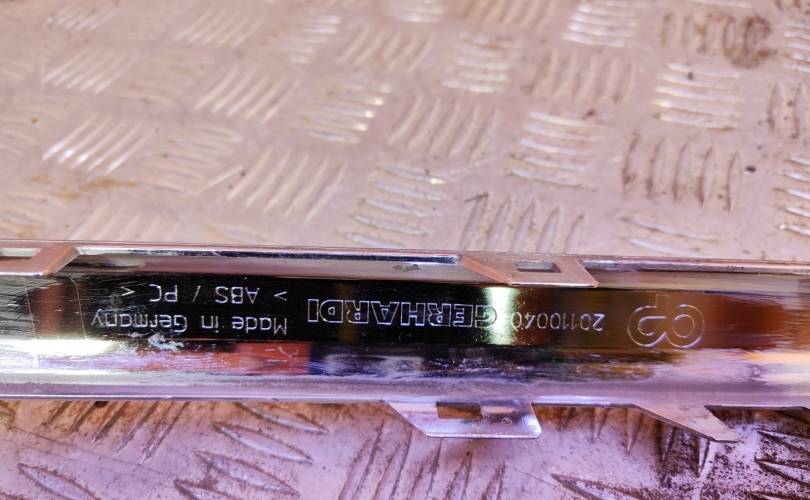 20110040 GERHARDI Made in Germany
> ABS / PC <